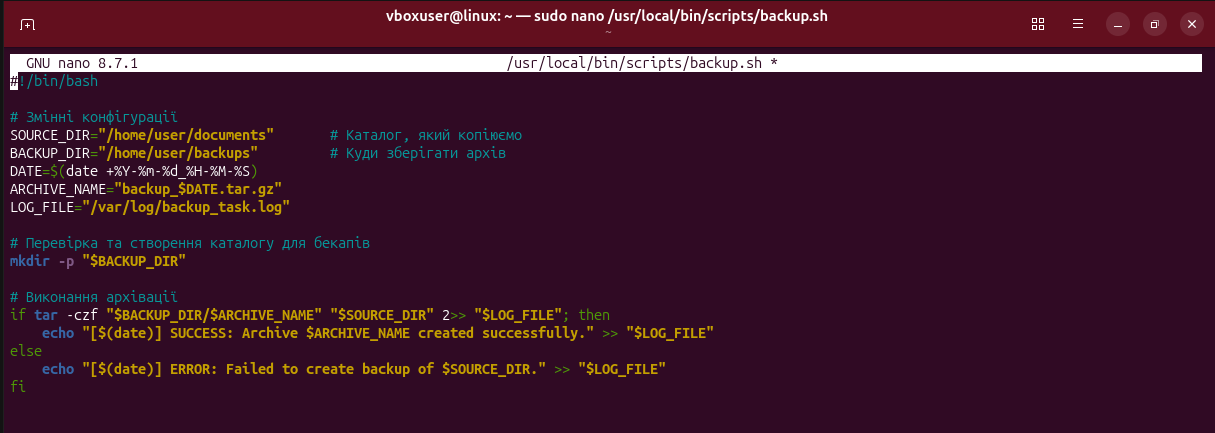 vboxuser@linux: ~ — sudo nano /usr/local/bin/scripts/backup.sh
~
GNU nano 8.7.1 /usr/local/bin/scripts/backup.sh *
#!/bin/bash
# Змінні конфігурації
SOURCE_DIR="/home/user/documents" # Каталог, який копіюємо
BACKUP_DIR="/home/user/backups" # Куди зберігати архів
DATE=$(date +%Y-%m-%d_%H-%M-%S)
ARCHIVE_NAME="backup_$DATE.tar.gz"
LOG_FILE="/var/log/backup_task.log"
# Перевірка та створення каталогу для бекапів
mkdir -p "$BACKUP_DIR"
# Виконання архівації
if tar -czf "$BACKUP_DIR/$ARCHIVE_NAME" "$SOURCE_DIR" 2>> "$LOG_FILE"; then
    echo "[$(date)] SUCCESS: Archive $ARCHIVE_NAME created successfully." >> "$LOG_FILE"
else
    echo "[$(date)] ERROR: Failed to create backup of $SOURCE_DIR." >> "$LOG_FILE"
fi